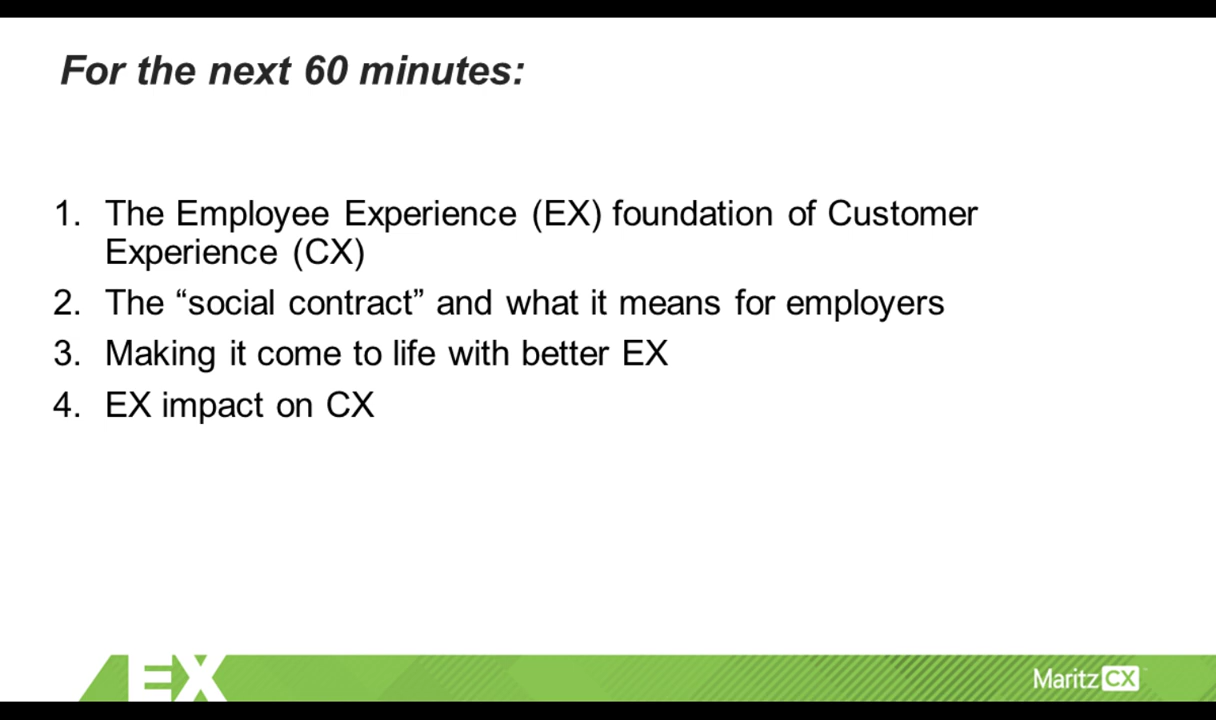 For the next 60 minutes:
1. The Employee Experience (EX) foundation of Customer
Experience (CX)
2. The “social contract” and what it means for employers
3. Making it come to life with better EX
4. EX impact on CX
EX
MaritzCX